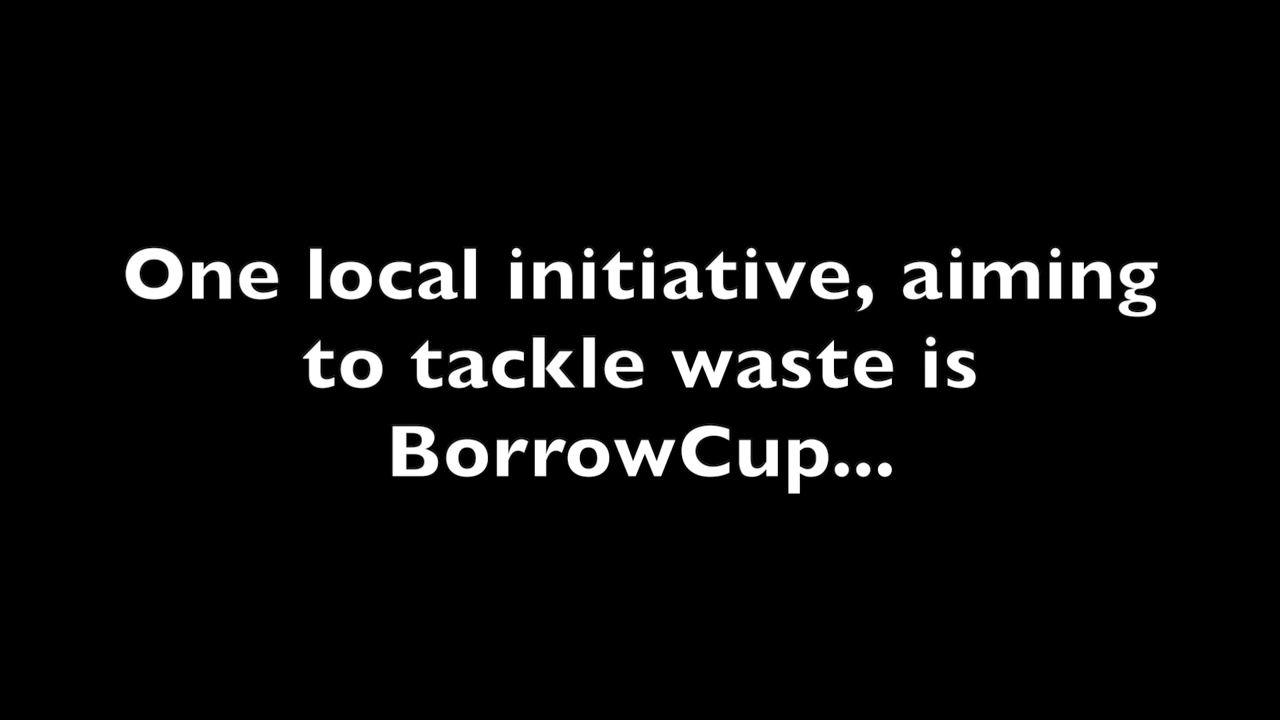 One local initiative, aiming
to tackle waste is
BorrowCup...